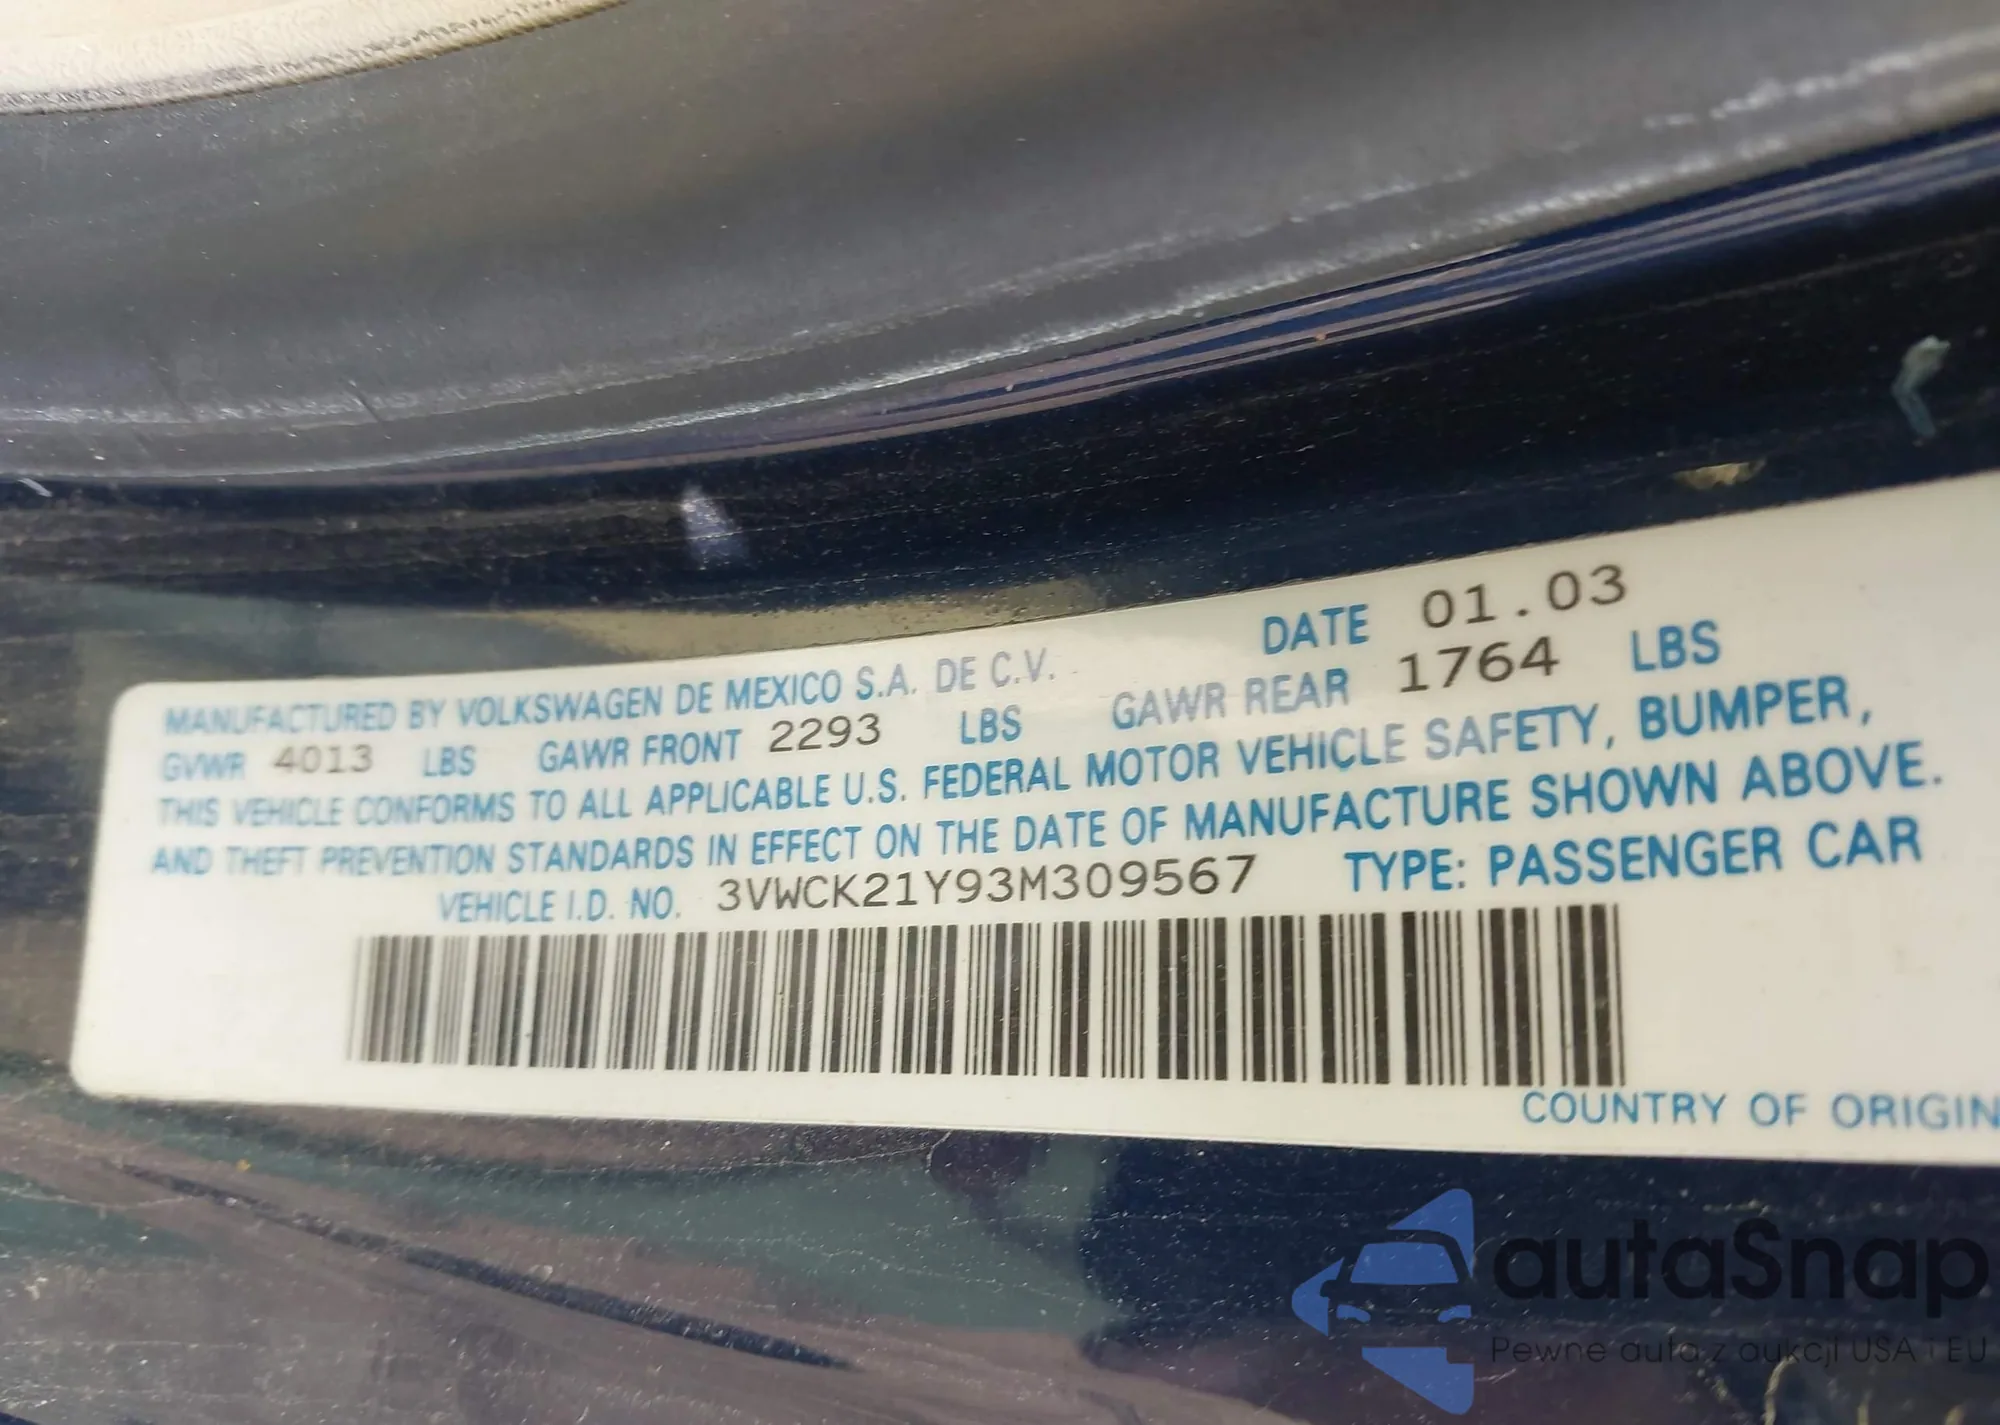 MANUFACTURED BY VOLKSWAGEN DE MEXICO S.A. DE C.V. DATE 01.03
GVWR 4013 LBS GAWR FRONT 2293 LBS GAWR REAR 1764 LBS
THIS VEHICLE CONFORMS TO ALL APPLICABLE U.S. FEDERAL MOTOR VEHICLE SAFETY, BUMPER,
AND THEFT PREVENTION STANDARDS IN EFFECT ON THE DATE OF MANUFACTURE SHOWN ABOVE.
VEHICLE I.D. NO. 3VWCK21Y93M309567 TYPE: PASSENGER CAR
COUNTRY OF ORIGIN
autaSnap
Pewne auta z aukcji USA i EU